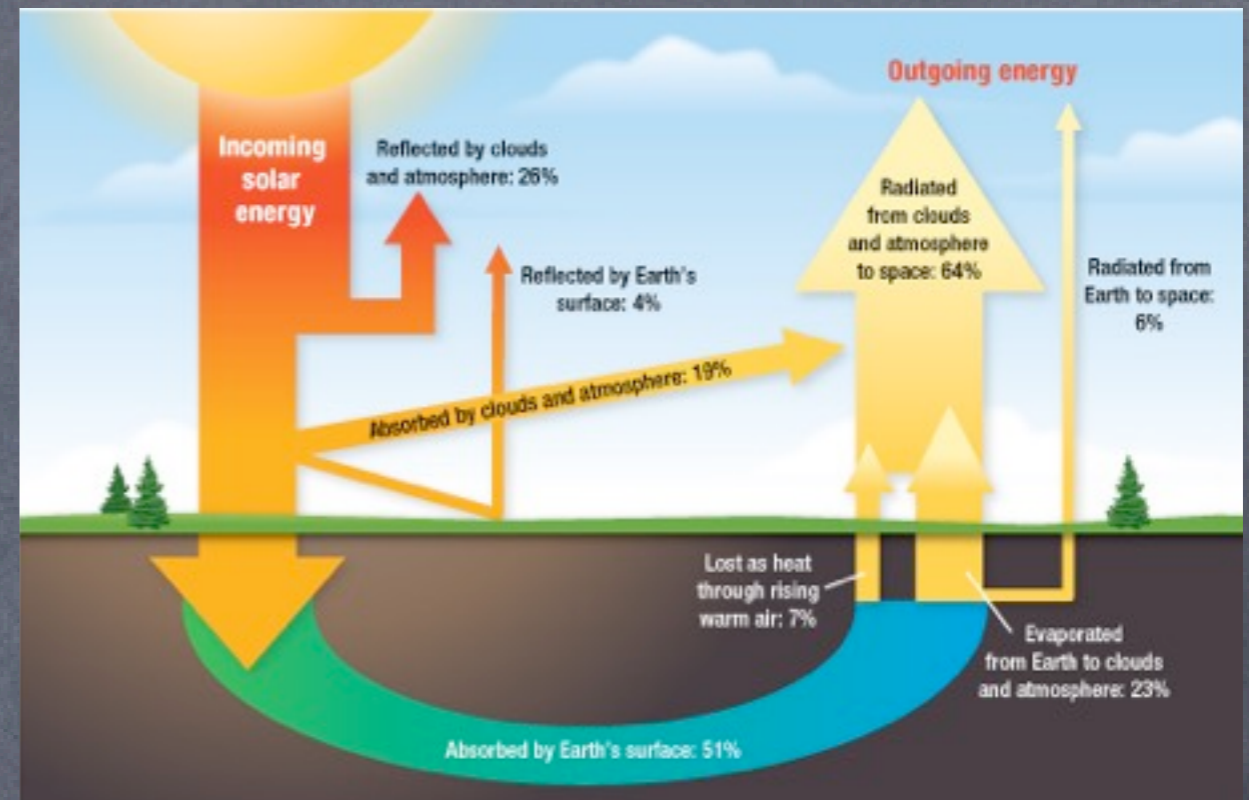 Outgoing energy
Incoming
solar
energy
Reflected by clouds
and atmosphere: 26%
Radiated
from clouds
and atmosphere
to space: 64%
Reflected by Earth's
surface: 4%
Radiated from
Earth to space:
6%
Absorbed by clouds and atmosphere: 19%
Lost as heat
through rising
warm air: 7%
Evaporated
from Earth to clouds
and atmosphere: 23%
Absorbed by Earth's surface: 51%